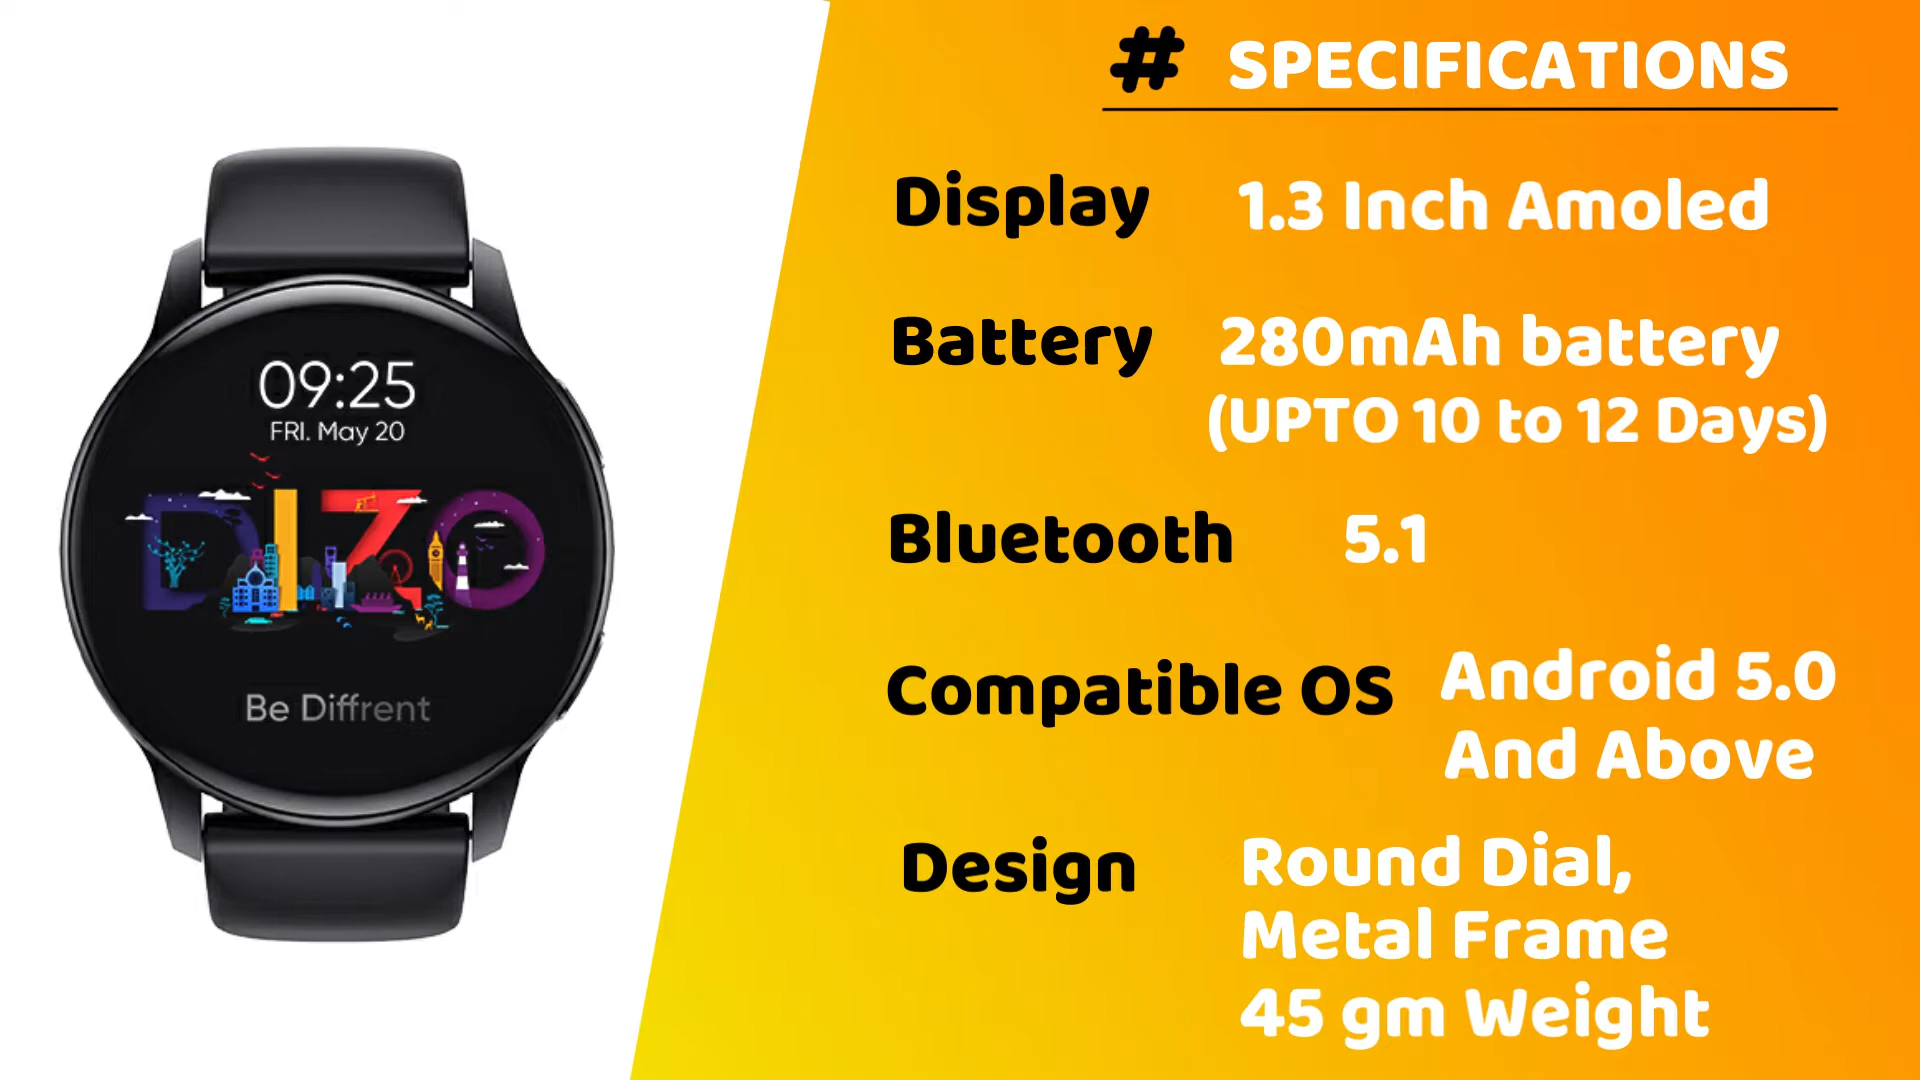 09:25
FRI. May 20
DIZO
Be Diffrent
# SPECIFICATIONS
Display 1.3 Inch Amoled
Battery 280mAh battery
(UPTO 10 to 12 Days)
Bluetooth 5.1
Compatible OS Android 5.0
And Above
Design Round Dial,
Metal Frame
45 gm Weight